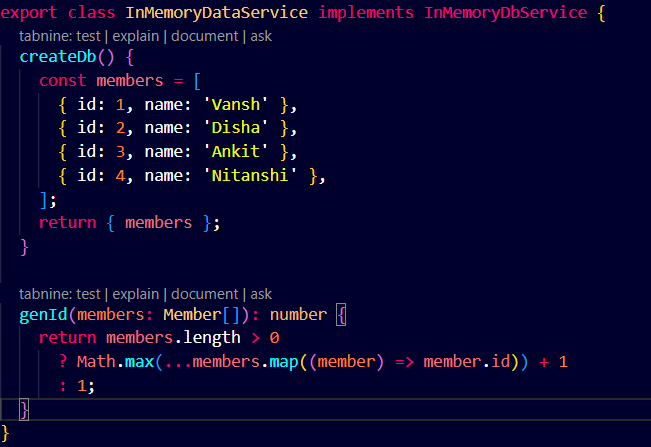 export class InMemoryDataService implements InMemoryDbService {
tabnine: test | explain | document | ask
createDb() {
const members = [
{ id: 1, name: 'Vansh' },
{ id: 2, name: 'Disha' },
{ id: 3, name: 'Ankit' },
{ id: 4, name: 'Nitanshi' },
];
return { members };
}
tabnine: test | explain | document | ask
genId(members: Member[]): number {
return members.length > 0
? Math.max(...members.map((member) => member.id)) + 1
: 1;
}
}